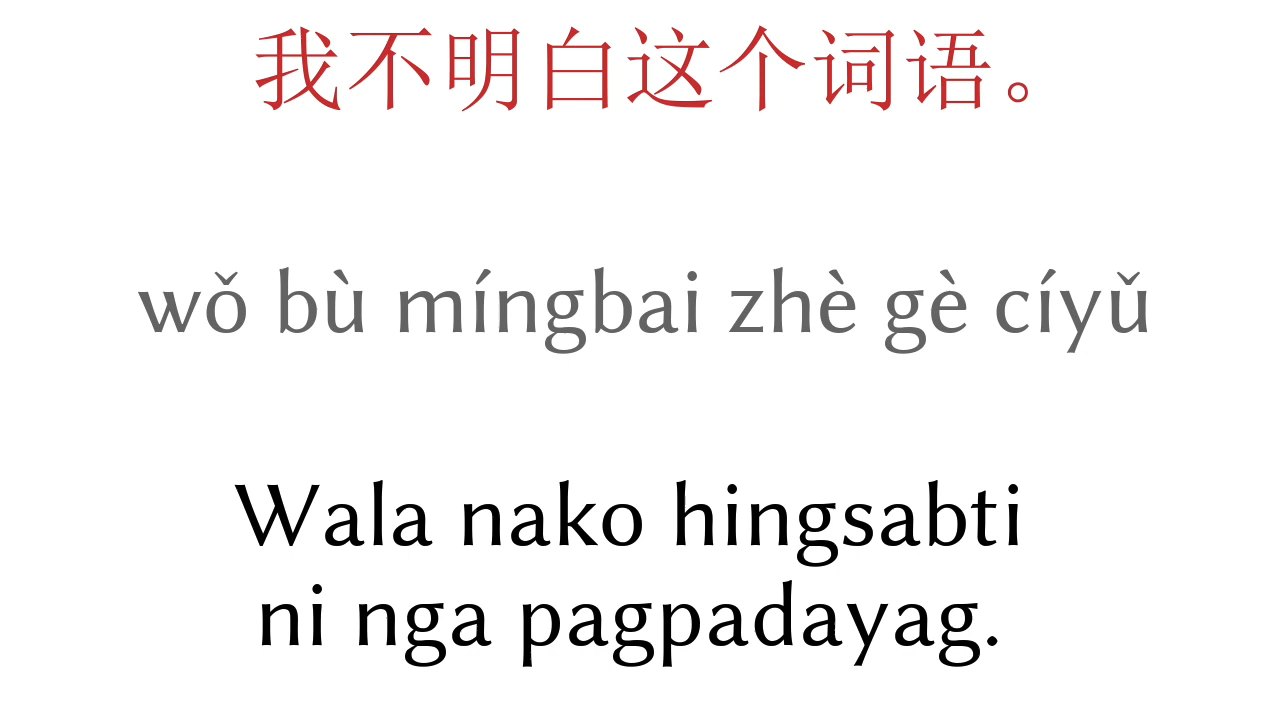 我不明白这个词语。
wǒ bù míngbai zhè gè cíyǔ
Wala nako hingsabti
ni nga pagpadayag.